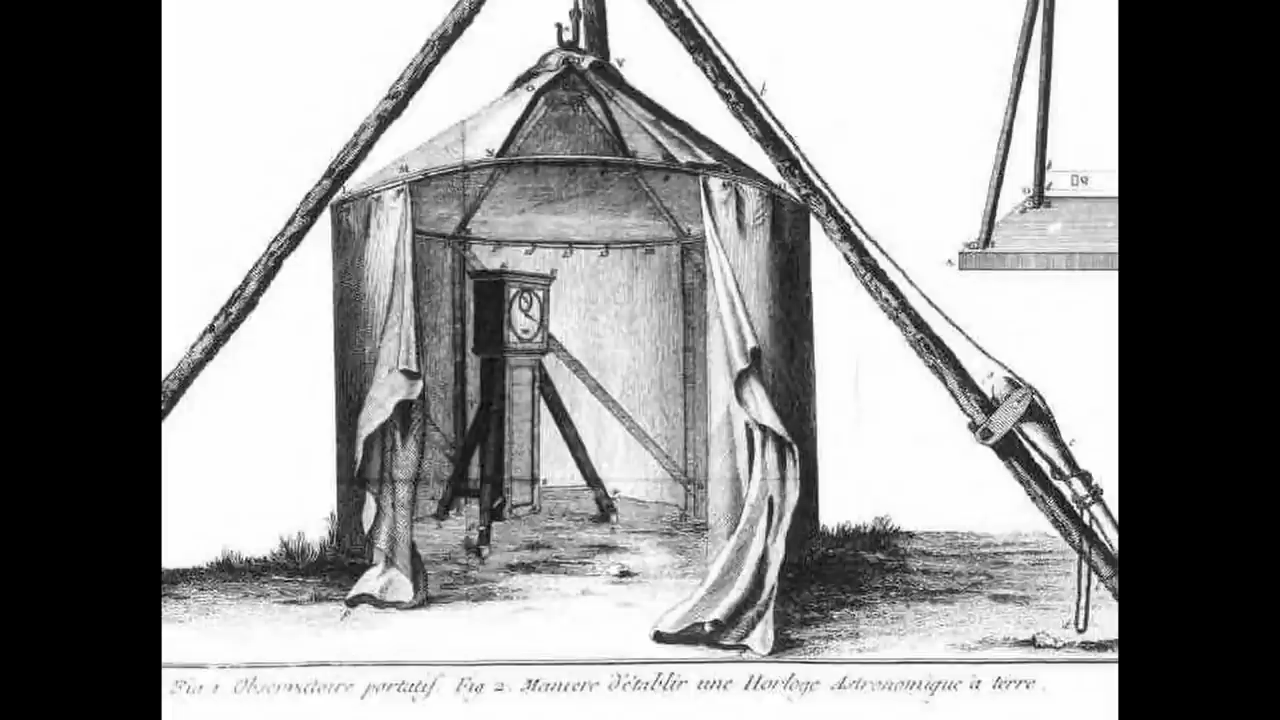 Fig 1. Observatoire portatif. Fig 2. Maniere d'établir une Horloge Astronomique à terre.